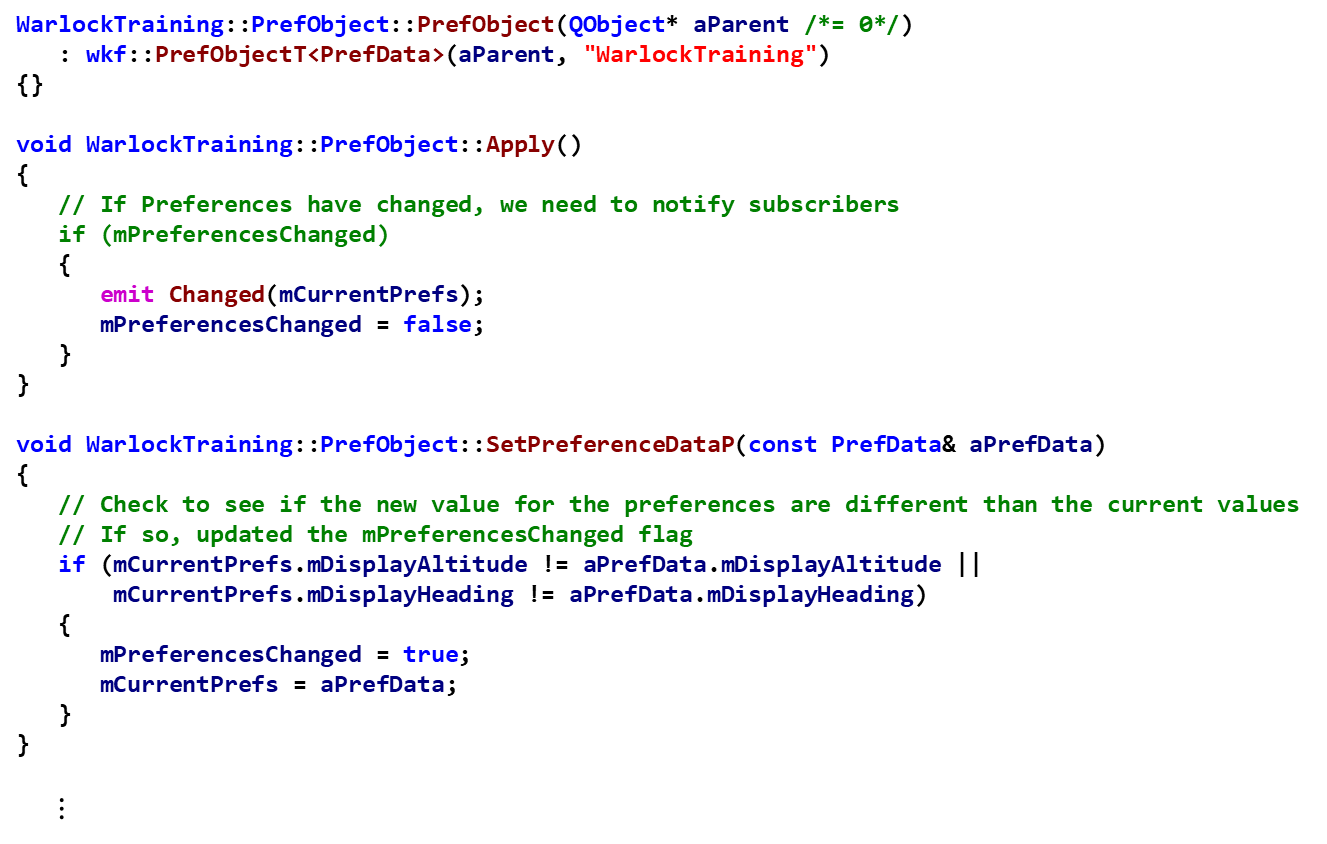 WarlockTraining::PrefObject::PrefObject(QObject* aParent /*= 0*/)
   : wkf::PrefObjectT<PrefData>(aParent, "WarlockTraining")
{}

void WarlockTraining::PrefObject::Apply()
{
   // If Preferences have changed, we need to notify subscribers
   if (mPreferencesChanged)
   {
      emit Changed(mCurrentPrefs);
      mPreferencesChanged = false;
   }
}

void WarlockTraining::PrefObject::SetPreferenceDataP(const PrefData& aPrefData)
{
   // Check to see if the new value for the preferences are different than the current values
   // If so, updated the mPreferencesChanged flag
   if (mCurrentPrefs.mDisplayAltitude != aPrefData.mDisplayAltitude ||
       mCurrentPrefs.mDisplayHeading != aPrefData.mDisplayHeading)
   {
      mPreferencesChanged = true;
      mCurrentPrefs = aPrefData;
   }
}

   ⋮